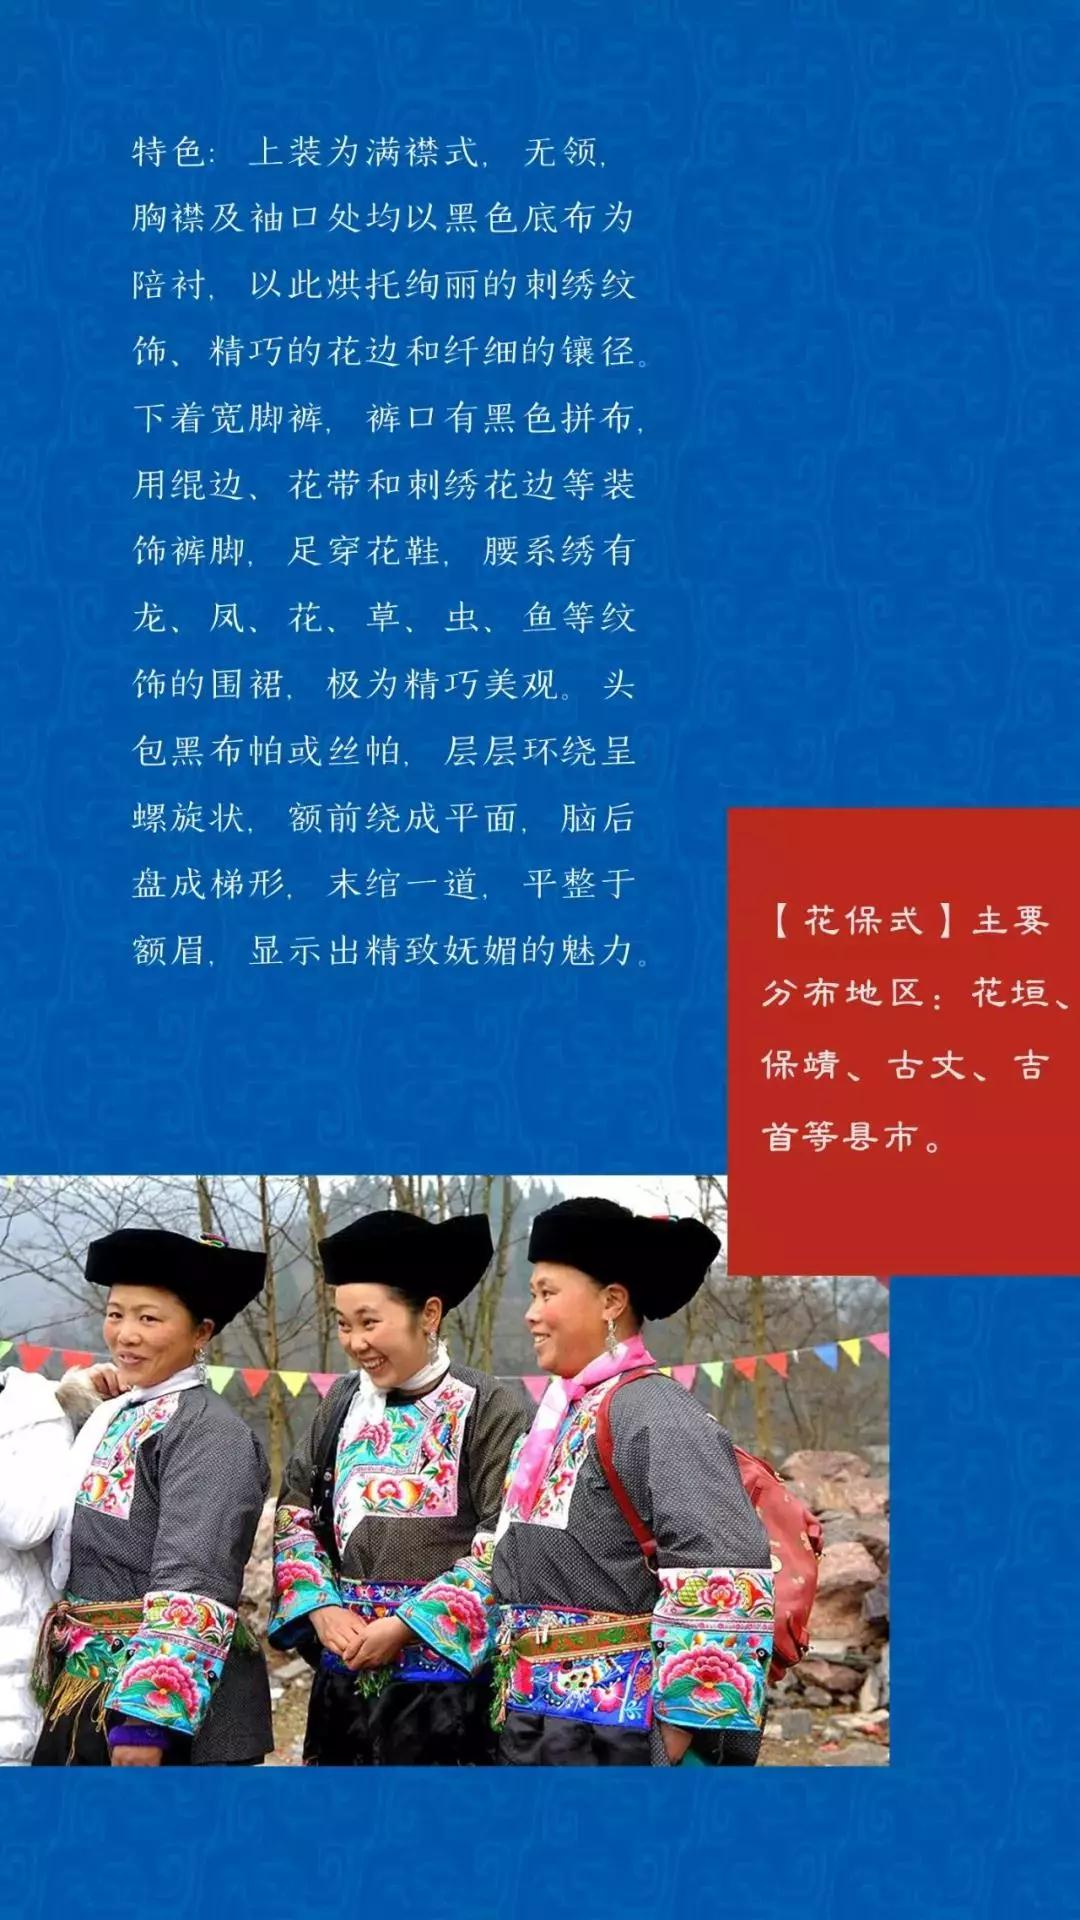 特色：上装为满襟式，无领，
胸襟及袖口处均以黑色底布为
陪衬，以此烘托绚丽的刺绣纹
饰、精巧的花边和纤细的镶径。
下着宽脚裤，裤口有黑色拼布，
用绲边、花带和刺绣花边等装
饰裤脚，足穿花鞋，腰系绣有
龙、凤、花、草、虫、鱼等纹
饰的围裙，极为精巧美观。头
包黑布帕或丝帕，层层环绕呈
螺旋状，额前绕成平面，脑后
盘成梯形，末绾一道，平整于
额眉，显示出精致妩媚的魅力。
【花保式】主要
分布地区：花垣、
保靖、古丈、吉
首等县市。